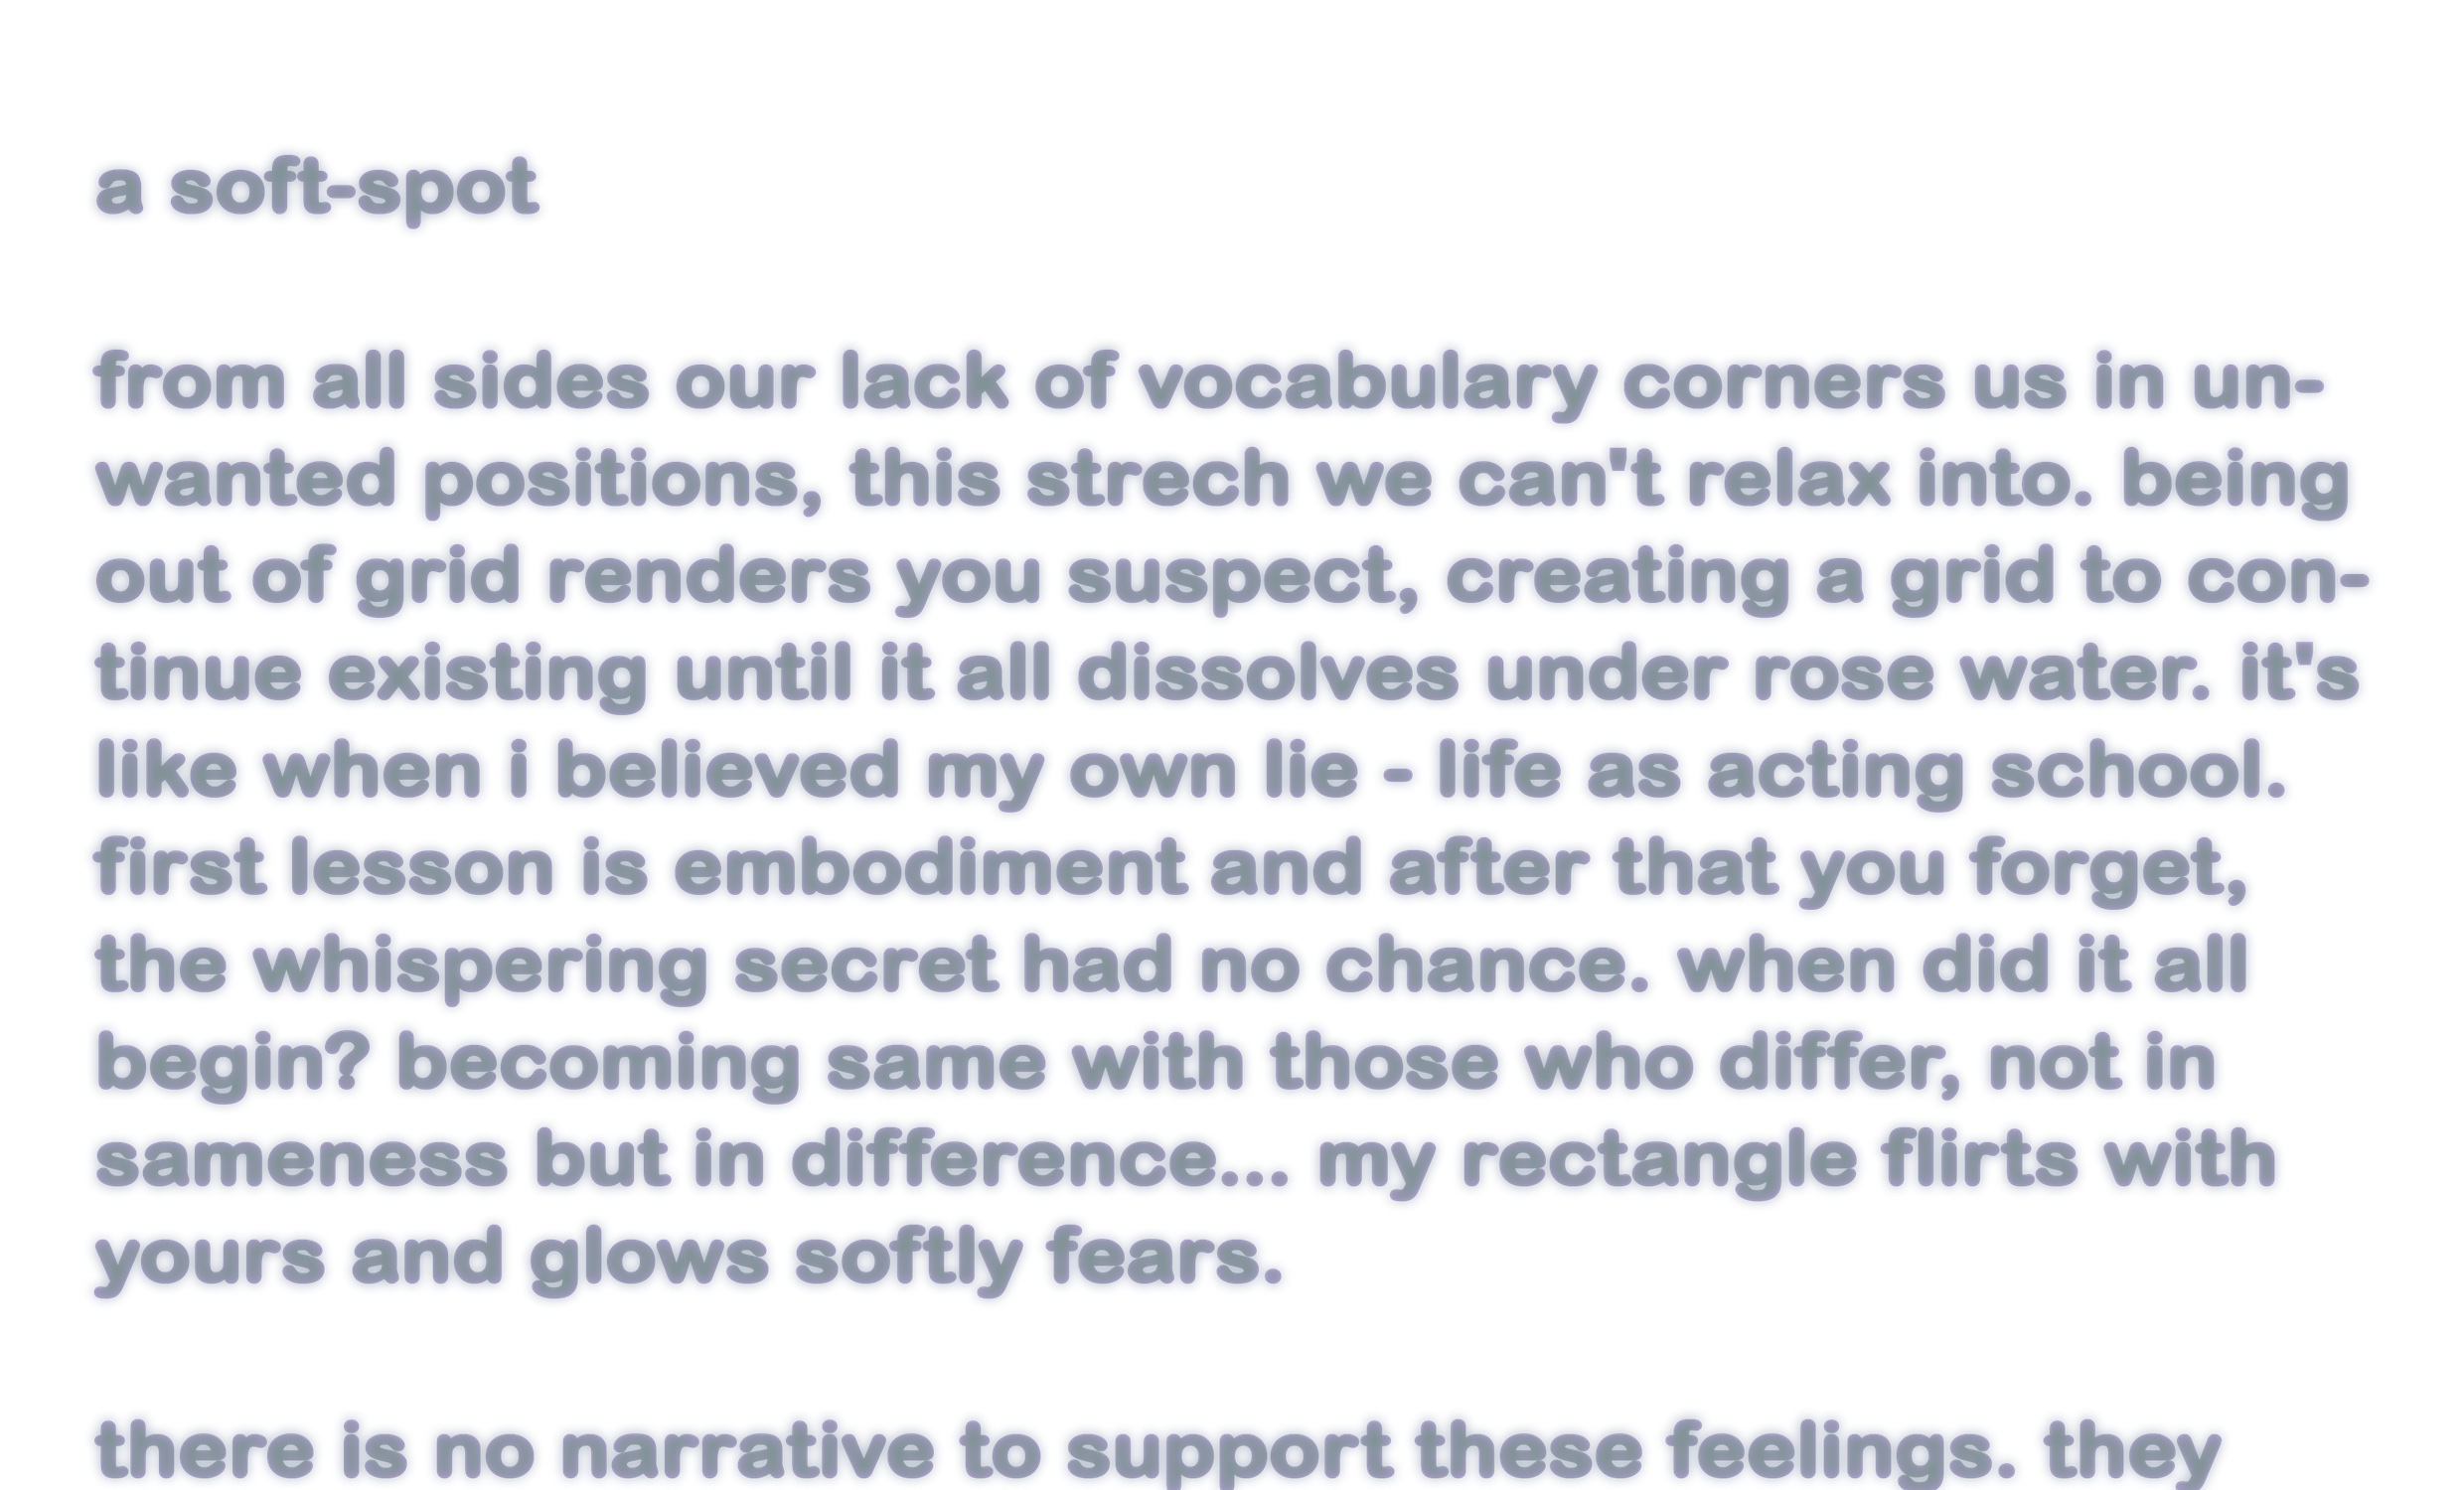 a soft-spot
from all sides our lack of vocabulary corners us in un-
wanted positions, this strech we can't relax into. being
out of grid renders you suspect, creating a grid to con-
tinue existing until it all dissolves under rose water. it's
like when i believed my own lie - life as acting school.
first lesson is embodiment and after that you forget,
the whispering secret had no chance. when did it all
begin? becoming same with those who differ, not in
sameness but in difference... my rectangle flirts with
yours and glows softly fears.
there is no narrative to support these feelings. they